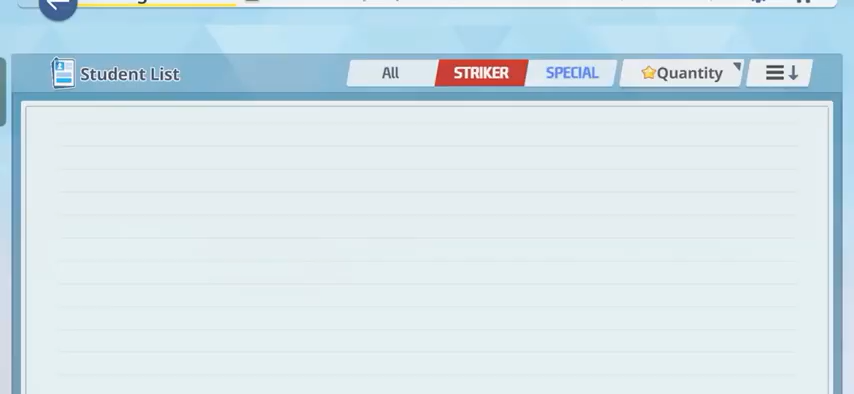 Student List
All
STRIKER
SPECIAL
Quantity